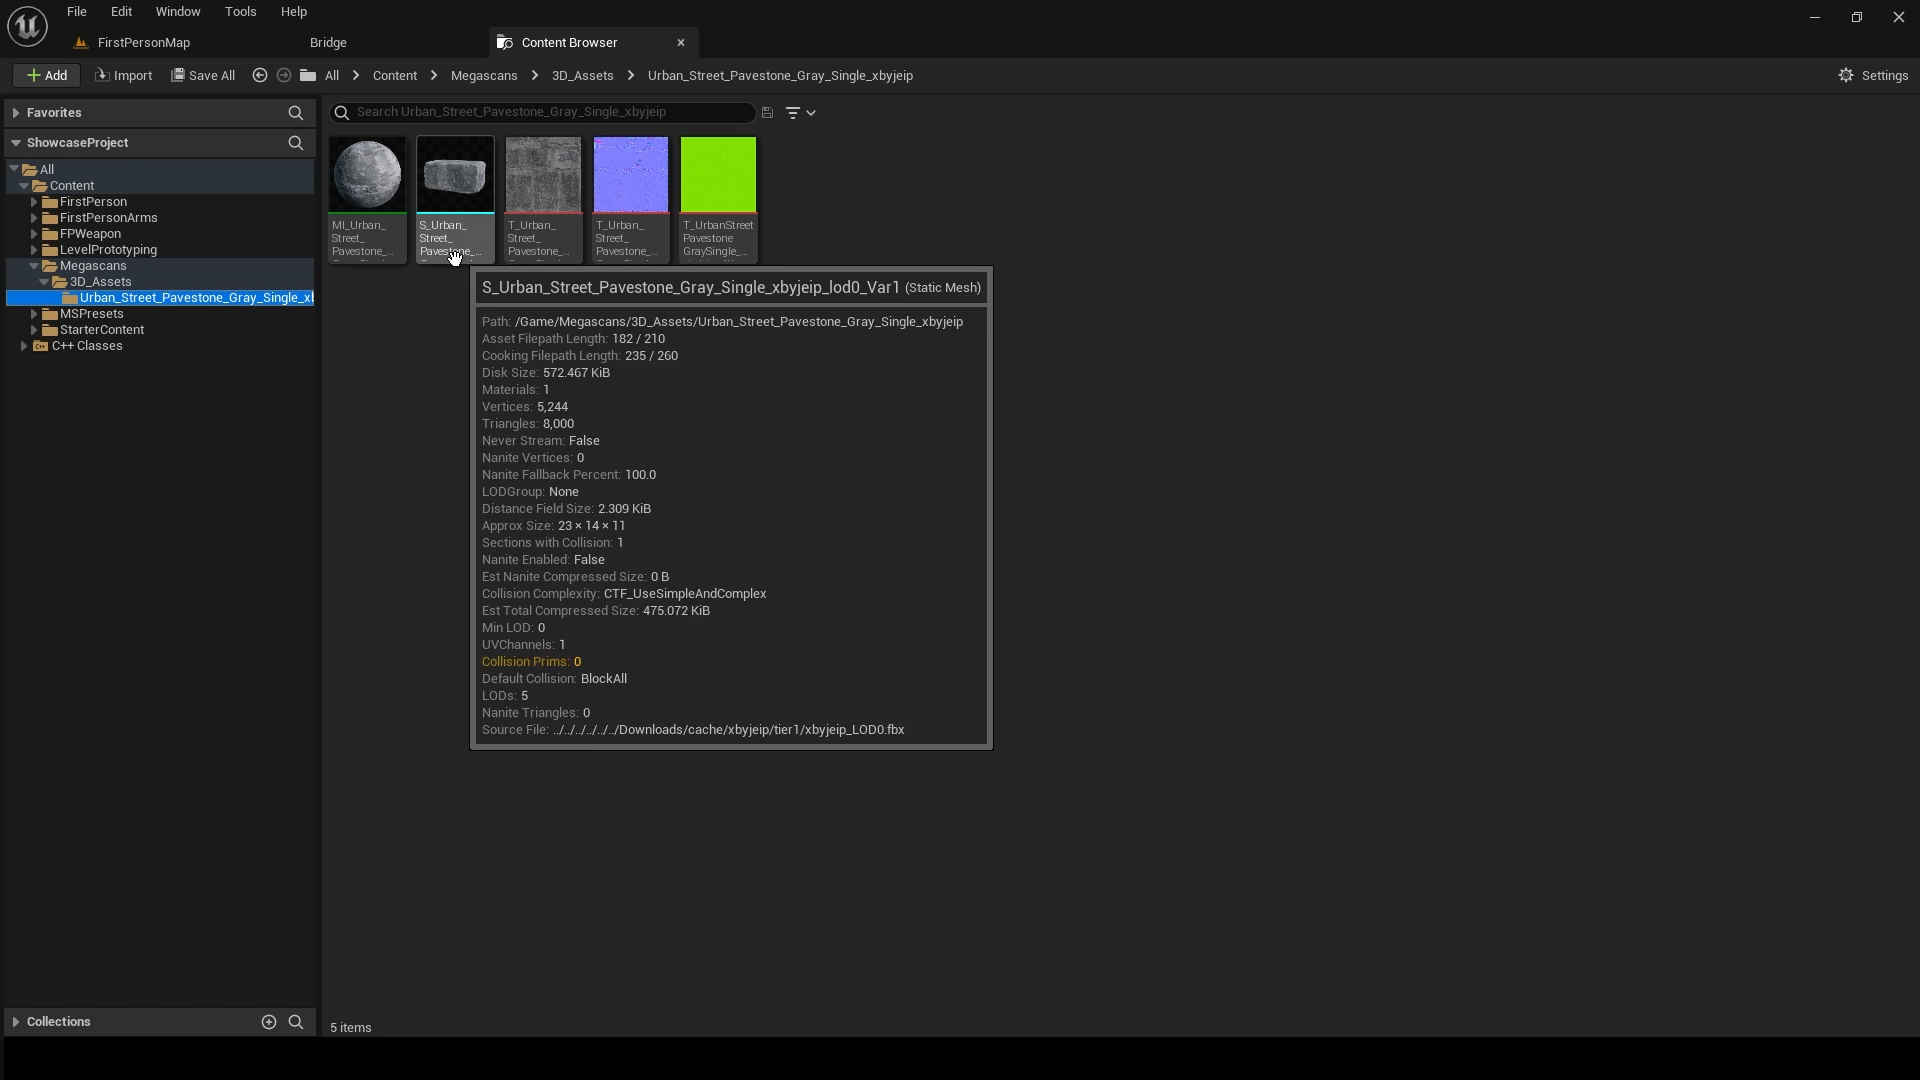 File Edit Window Tools Help
FirstPersonMap Bridge Content Browser
Add Import Save All All Content Megascans 3D_Assets Urban_Street_Pavestone_Gray_Single_xbyjeip Settings
Favorites
Search Urban_Street_Pavestone_Gray_Single_xbyjeip
ShowcaseProject
All
Content
FirstPerson
FirstPersonArms
FPWeapon
LevelPrototyping
Megascans
3D_Assets
Urban_Street_Pavestone_Gray_Single_xb
MSPresets
StarterContent
C++ Classes
MI_Urban_
Street_
Pavestone_...
S_Urban_
Street_
Pavestone_...
T_Urban_
Street_
Pavestone_...
T_Urban_
Street_
Pavestone_...
T_UrbanStreet
Pavestone
GraySingle_...
S_Urban_Street_Pavestone_Gray_Single_xbyjeip_lod0_Var1 (Static Mesh)
Path: /Game/Megascans/3D_Assets/Urban_Street_Pavestone_Gray_Single_xbyjeip
Asset Filepath Length: 182 / 210
Cooking Filepath Length: 235 / 260
Disk Size: 572.467 KiB
Materials: 1
Vertices: 5,244
Triangles: 8,000
Never Stream: False
Nanite Vertices: 0
Nanite Fallback Percent: 100.0
LODGroup: None
Distance Field Size: 2.309 KiB
Approx Size: 23 × 14 × 11
Sections with Collision: 1
Nanite Enabled: False
Est Nanite Compressed Size: 0 B
Collision Complexity: CTF_UseSimpleAndComplex
Est Total Compressed Size: 475.072 KiB
Min LOD: 0
UVChannels: 1
Collision Prims: 0
Default Collision: BlockAll
LODs: 5
Nanite Triangles: 0
Source File: ../../../../../../Downloads/cache/xbyjeip/tier1/xbyjeip_LOD0.fbx
Collections
5 items